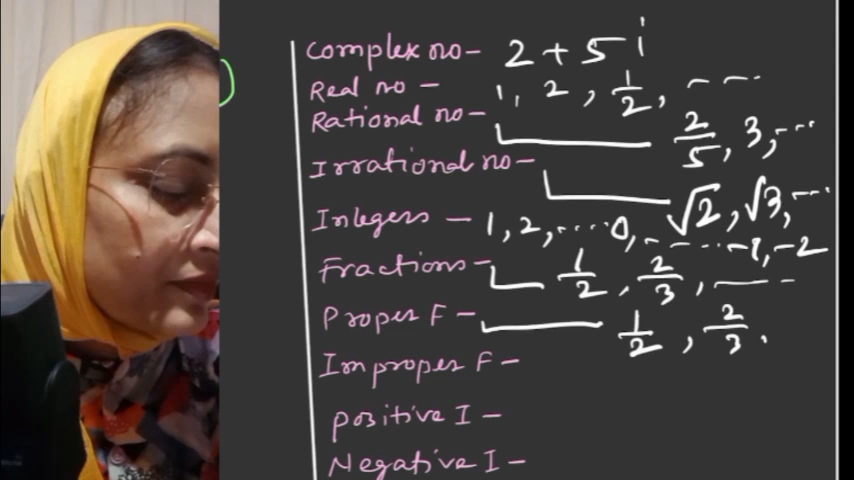 Complex no- 2 + 5i
Real no - 1, 2, 1/2, - - - -
Rational no- 2/5, 3, ...
Irrational no- √2, √3, ...
Integers - 1, 2, .... 0, - - - ... -1, -2
Fractions- 1/2, 2/3, - - -
Proper F - 1/2, 2/3,
Improper F -
positive I -
Negative I -